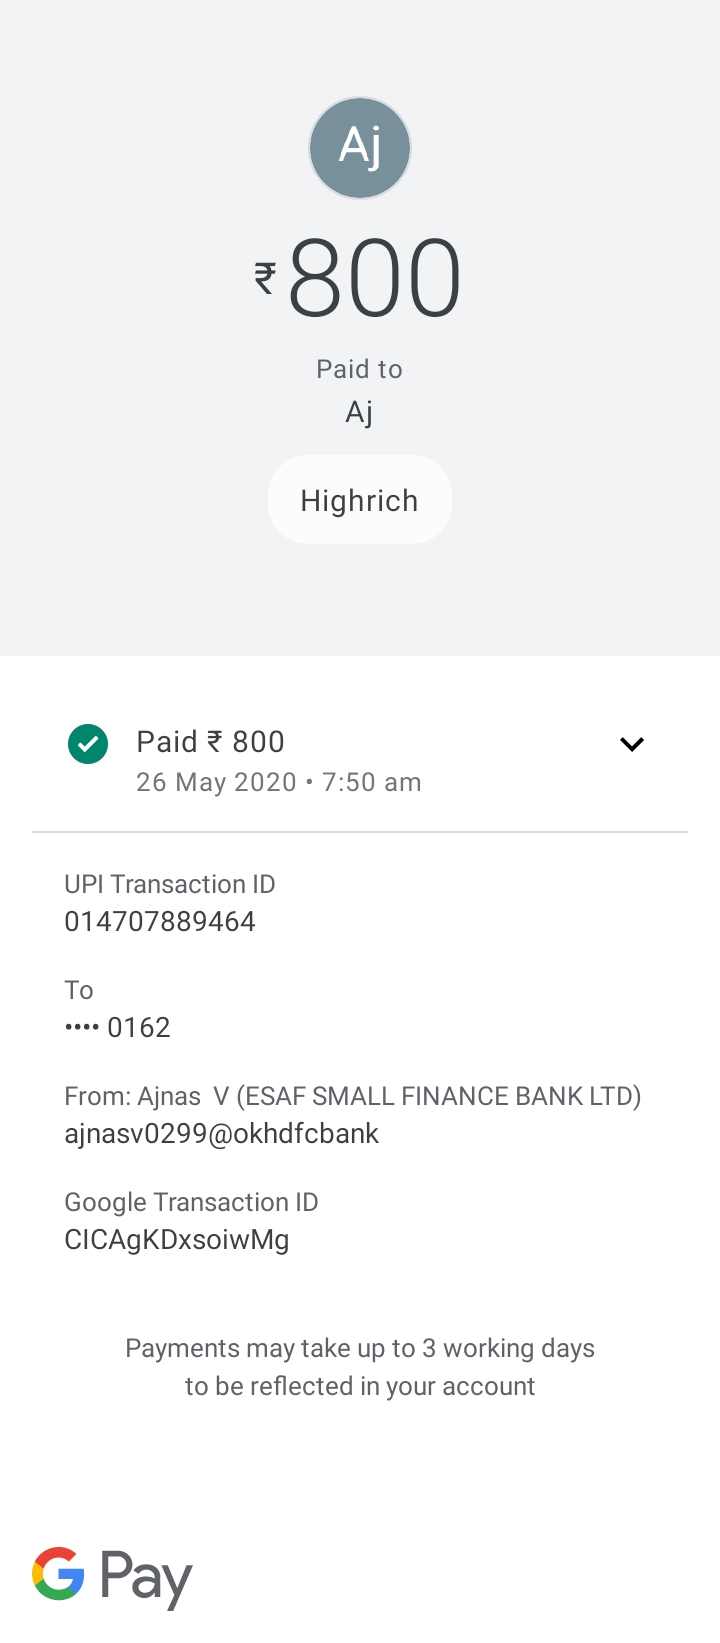 Aj
₹800
Paid to
Aj
Highrich
Paid ₹ 800
26 May 2020 • 7:50 am
UPI Transaction ID
014707889464
To
•••• 0162
From: Ajnas  V (ESAF SMALL FINANCE BANK LTD)
ajnasv0299@okhdfcbank
Google Transaction ID
CICAgKDxsoiwMg
Payments may take up to 3 working days
to be reflected in your account
G Pay